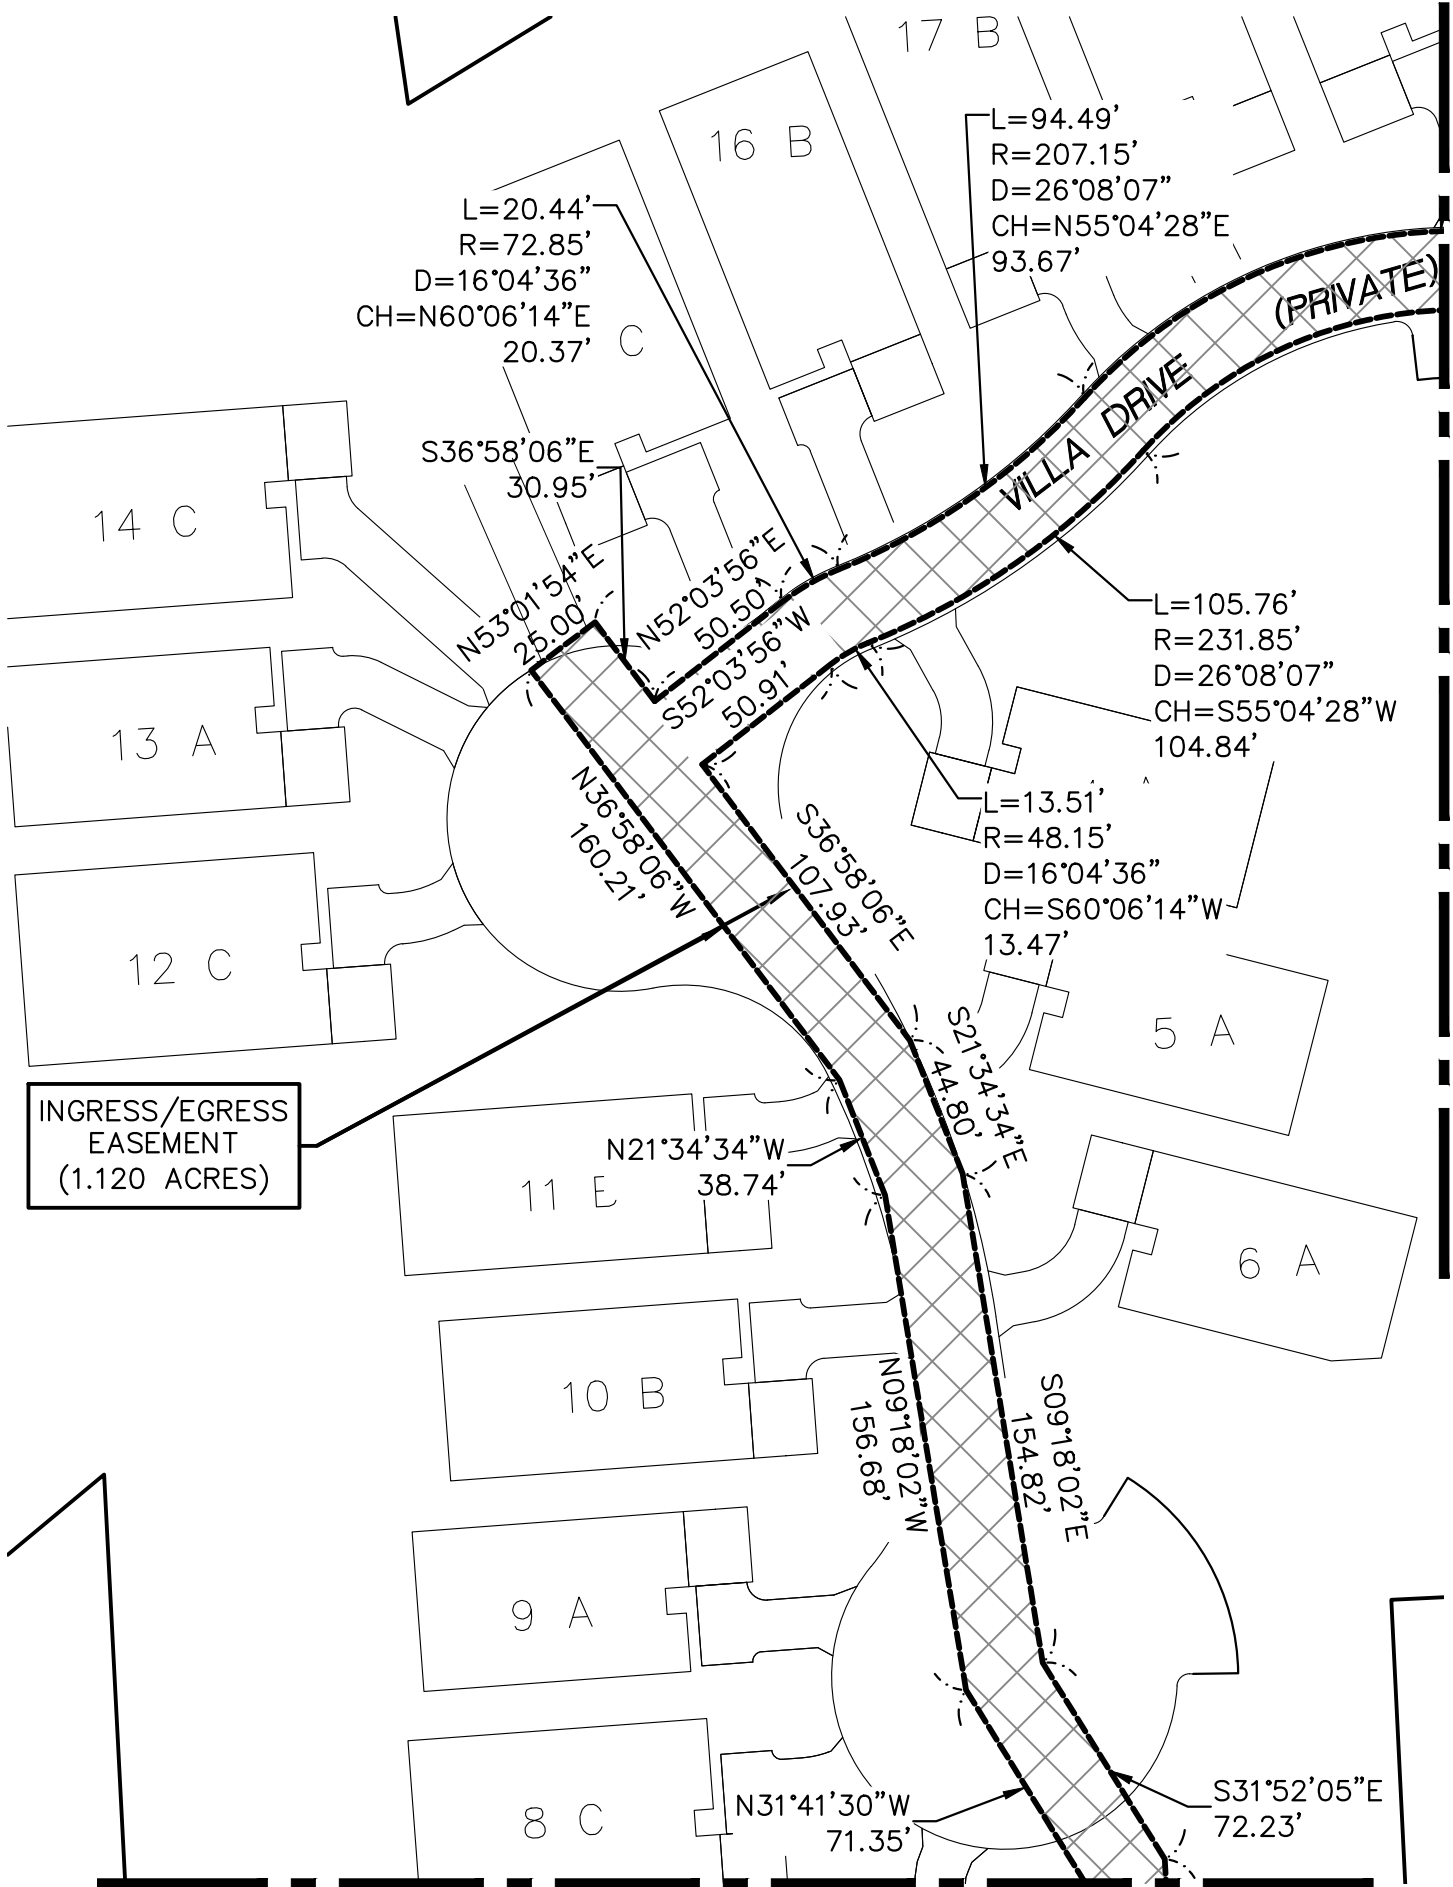 17 B
16 B
L=94.49'
R=207.15'
D=26°08'07"
CH=N55°04'28"E
93.67'
L=20.44'
R=72.85'
D=16°04'36"
CH=N60°06'14"E
20.37'
C
(PRIVATE)
VILLA DRIVE
S36°58'06"E
30.95'
14 C
N53°01'54"E
25.00'
N52°03'56"E
50.50'
S52°03'56"W
50.91'
L=105.76'
R=231.85'
D=26°08'07"
CH=S55°04'28"W
104.84'
13 A
N36°58'06"W
160.21'
S36°58'06"E
107.93'
L=13.51'
R=48.15'
D=16°04'36"
CH=S60°06'14"W
13.47'
12 C
5 A
S21°34'34"E
44.80'
INGRESS/EGRESS
EASEMENT
(1.120 ACRES)
N21°34'34"W
38.74'
11 E
6 A
10 B
N09°18'02"W
156.68'
S09°18'02"E
154.82'
9 A
8 C
N31°41'30"W
71.35'
S31°52'05"E
72.23'